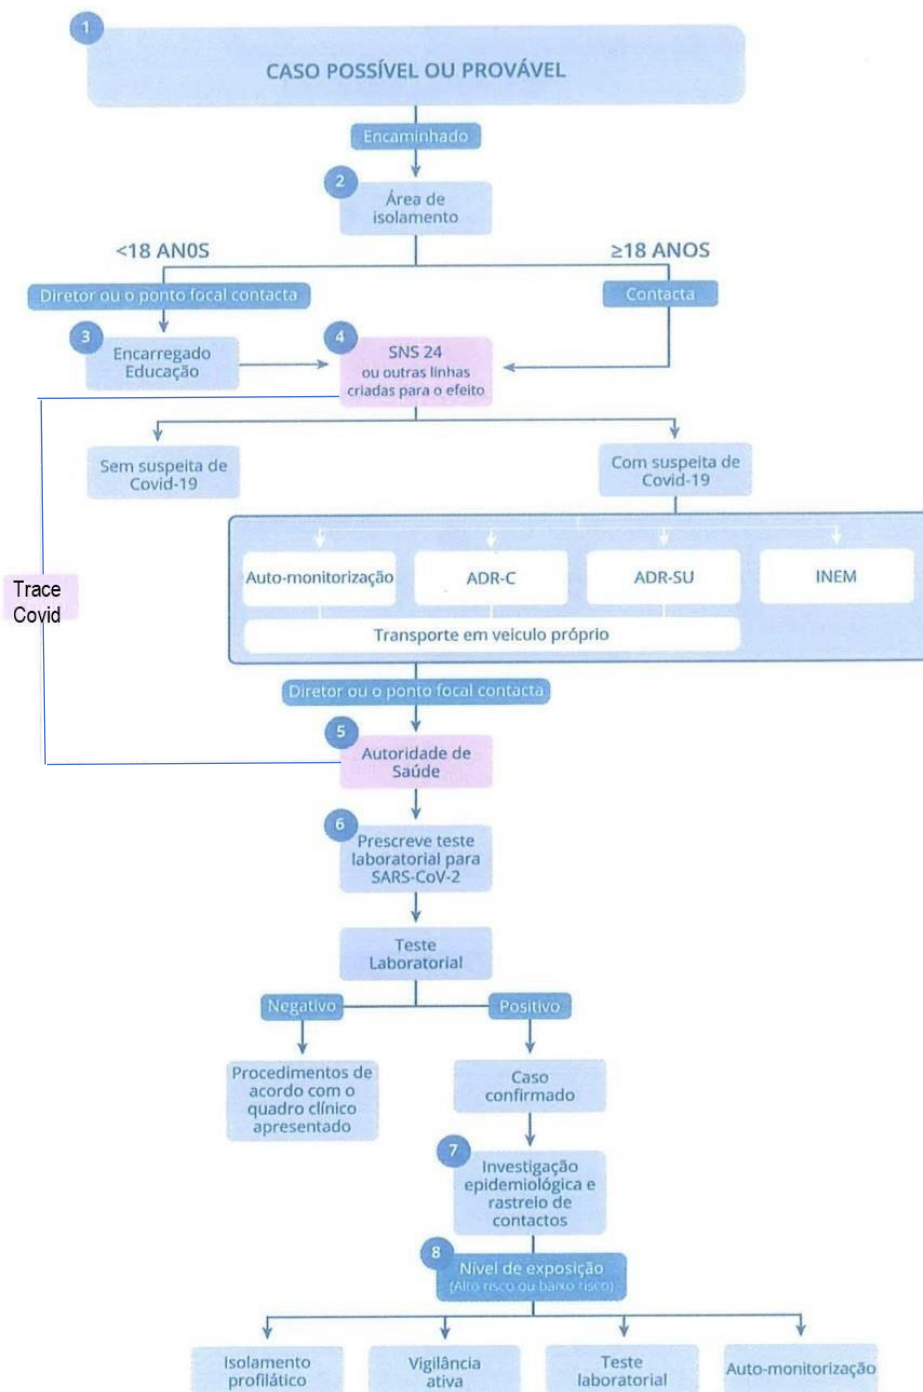 1
CASO POSSÍVEL OU PROVÁVEL
Encaminhado
2
Área de
isolamento
<18 AN0S
≥18 ANOS
Diretor ou o ponto focal contacta
Contacta
3
Encarregado
Educação
4
SNS 24
ou outras linhas
criadas para o efeito
Sem suspeita de
Covid-19
Com suspeita de
Covid-19
Auto-monitorização
ADR-C
ADR-SU
INEM
Transporte em veiculo próprio
Trace
Covid
Diretor ou o ponto focal contacta
5
Autoridade de
Saúde
6
Prescreve teste
laboratorial para
SARS-CoV-2
Teste
Laboratorial
Negativo
Positivo
Procedimentos de
acordo com o
quadro clínico
apresentado
Caso
confirmado
7
Investigação
epidemiológica e
rastreio de
contactos
8
Nível de exposição
(Alto risco ou baixo risco)
Isolamento
profilático
Vigilância
ativa
Teste
laboratorial
Auto-monitorização